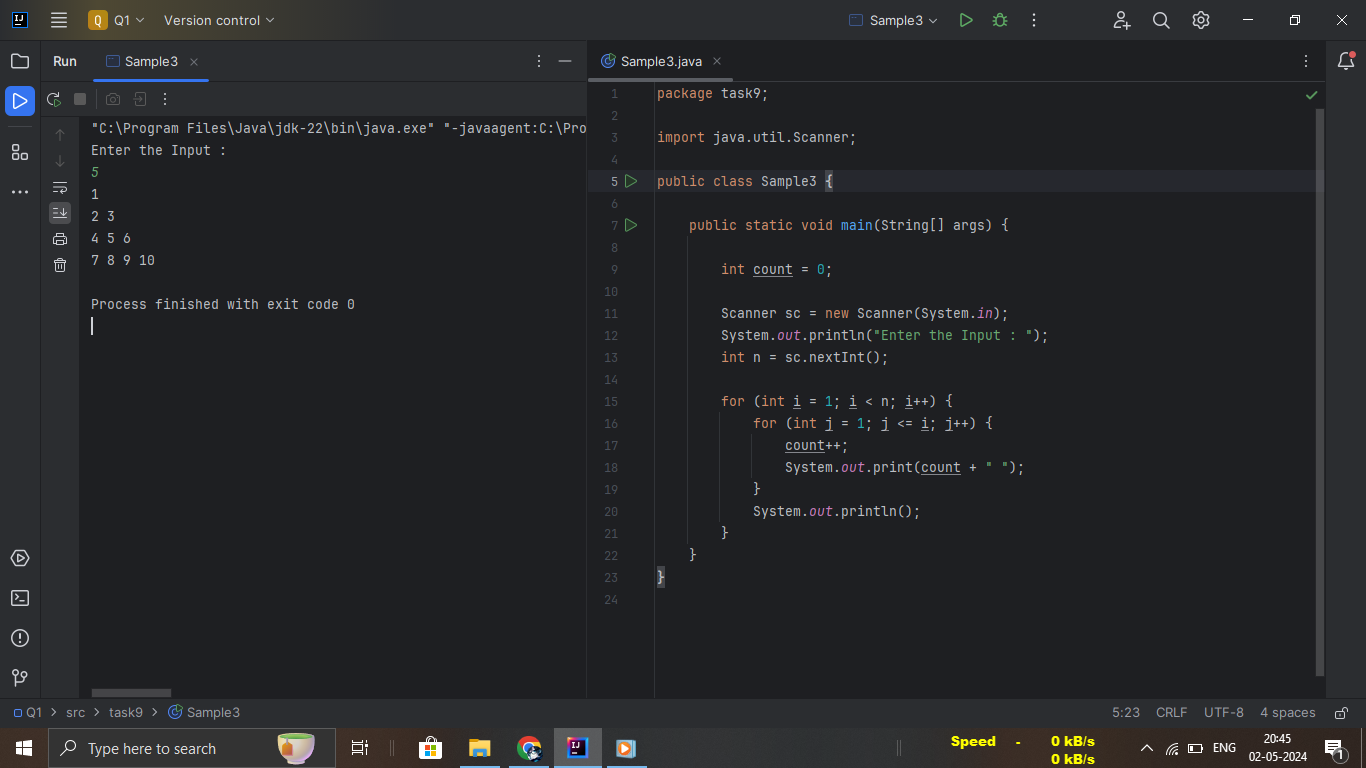 Q Q1 Version control Sample3
Run Sample3 Sample3.java
"C:\Program Files\Java\jdk-22\bin\java.exe" "-javaagent:C:\Pro
Enter the Input :
5
1
2 3
4 5 6
7 8 9 10
Process finished with exit code 0
1 package task9;
2
3 import java.util.Scanner;
4
5 public class Sample3 {
6
7 public static void main(String[] args) {
8
9 int count = 0;
10
11 Scanner sc = new Scanner(System.in);
12 System.out.println("Enter the Input : ");
13 int n = sc.nextInt();
14
15 for (int i = 1; i < n; i++) {
16 for (int j = 1; j <= i; j++) {
17 count++;
18 System.out.print(count + " ");
19 }
20 System.out.println();
21 }
22 }
23 }
24
Q1 > src > task9 > Sample3 5:23 CRLF UTF-8 4 spaces
Type here to search
Speed - 0 kB/s
0 kB/s
ENG
20:45
02-05-2024
1